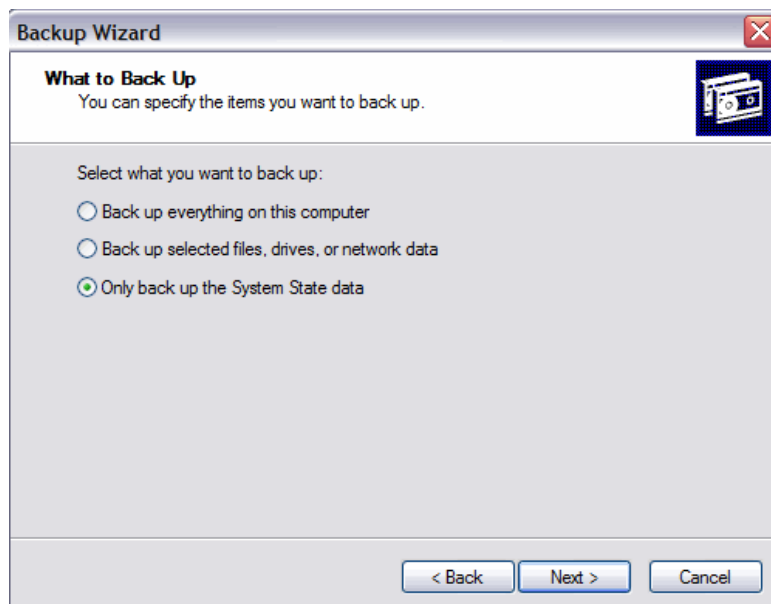 Backup Wizard
What to Back Up
You can specify the items you want to back up.
Select what you want to back up:
Back up everything on this computer
Back up selected files, drives, or network data
Only back up the System State data
< Back Next > Cancel